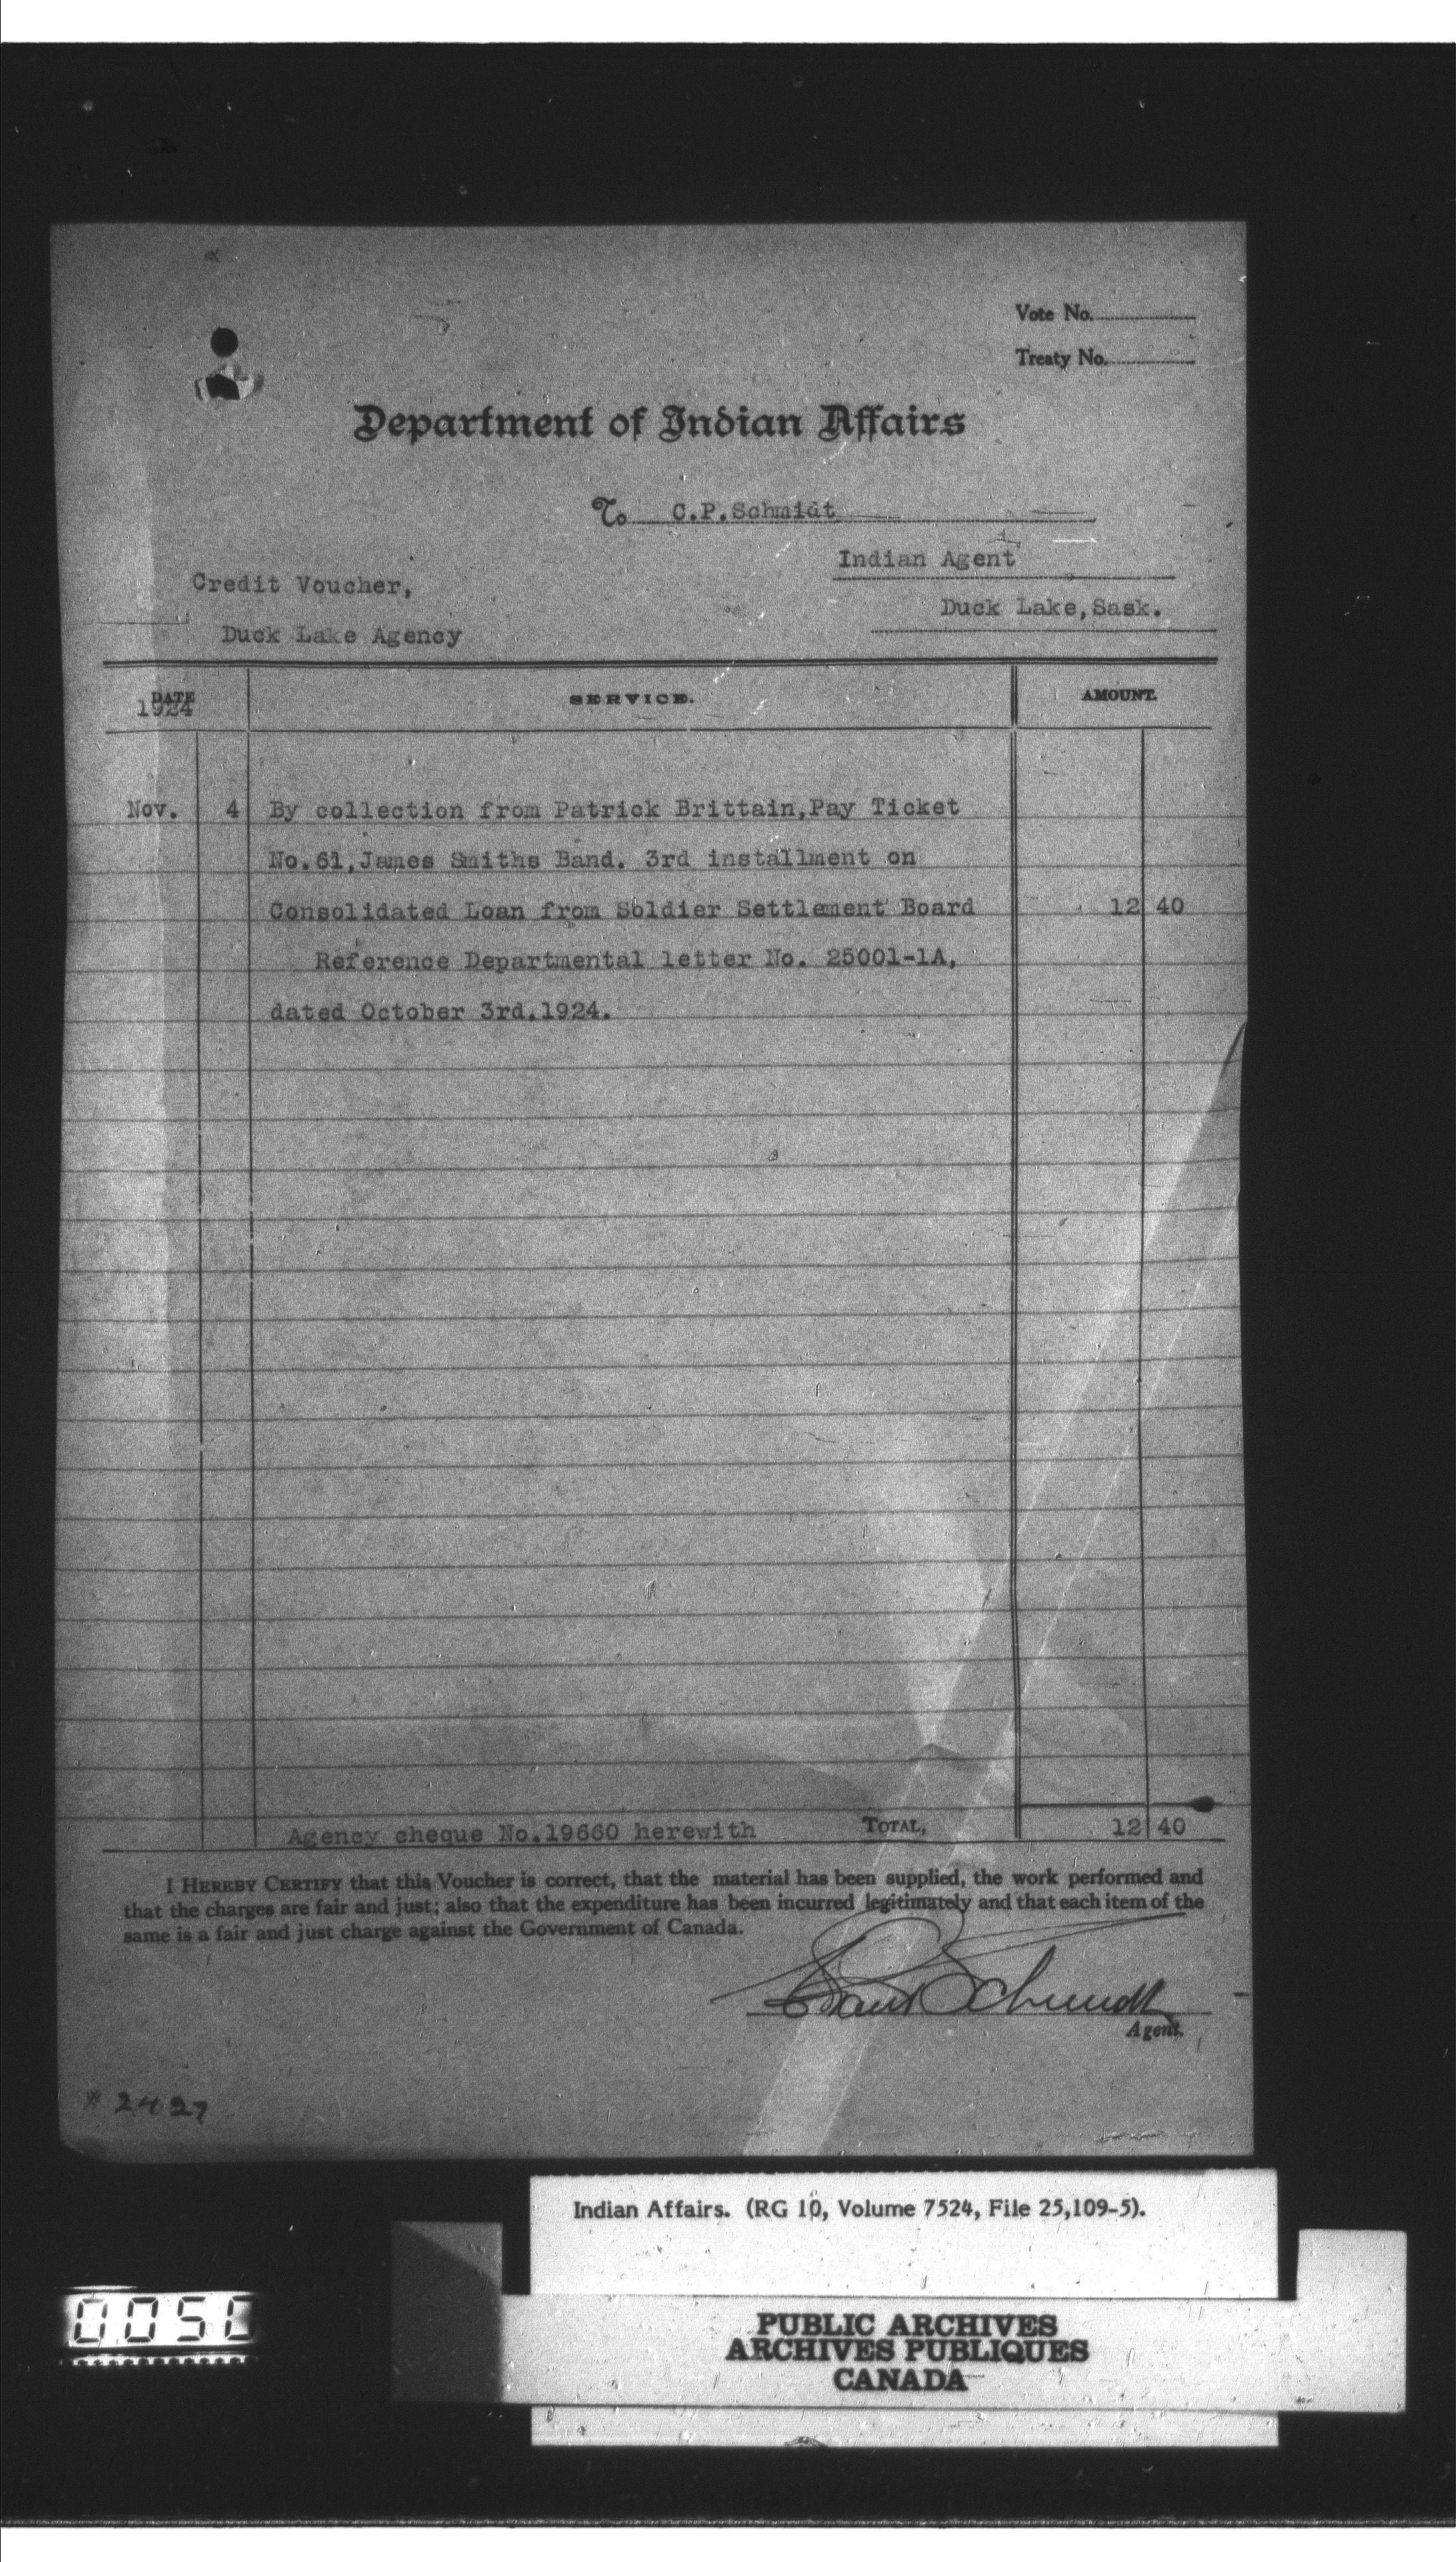 Vote No.
Treaty No.
Department of Indian Affairs
To C.P.Schmidt
Indian Agent
Credit Voucher,
Duck Lake, Sask.
Duck Lake Agency
DATE SERVICE. AMOUNT.
1924
Nov. 4 By collection from Patrick Brittain,Pay Ticket
No.61,James Smiths Band. 3rd installment on
Consolidated Loan from Soldier Settlement Board 12 40
Reference Departmental letter No. 25001-1A,
dated October 3rd,1924.
Agency cheque No.19660 herewith TOTAL, 12 40
I HEREBY CERTIFY that this Voucher is correct, that the material has been supplied, the work performed and
that the charges are fair and just; also that the expenditure has been incurred legitimately and that each item of the
same is a fair and just charge against the Government of Canada.
Schmidt
Agent.
# 2427
Indian Affairs. (RG 10, Volume 7524, File 25,109-5).
PUBLIC ARCHIVES
ARCHIVES PUBLIQUES
CANADA
0050